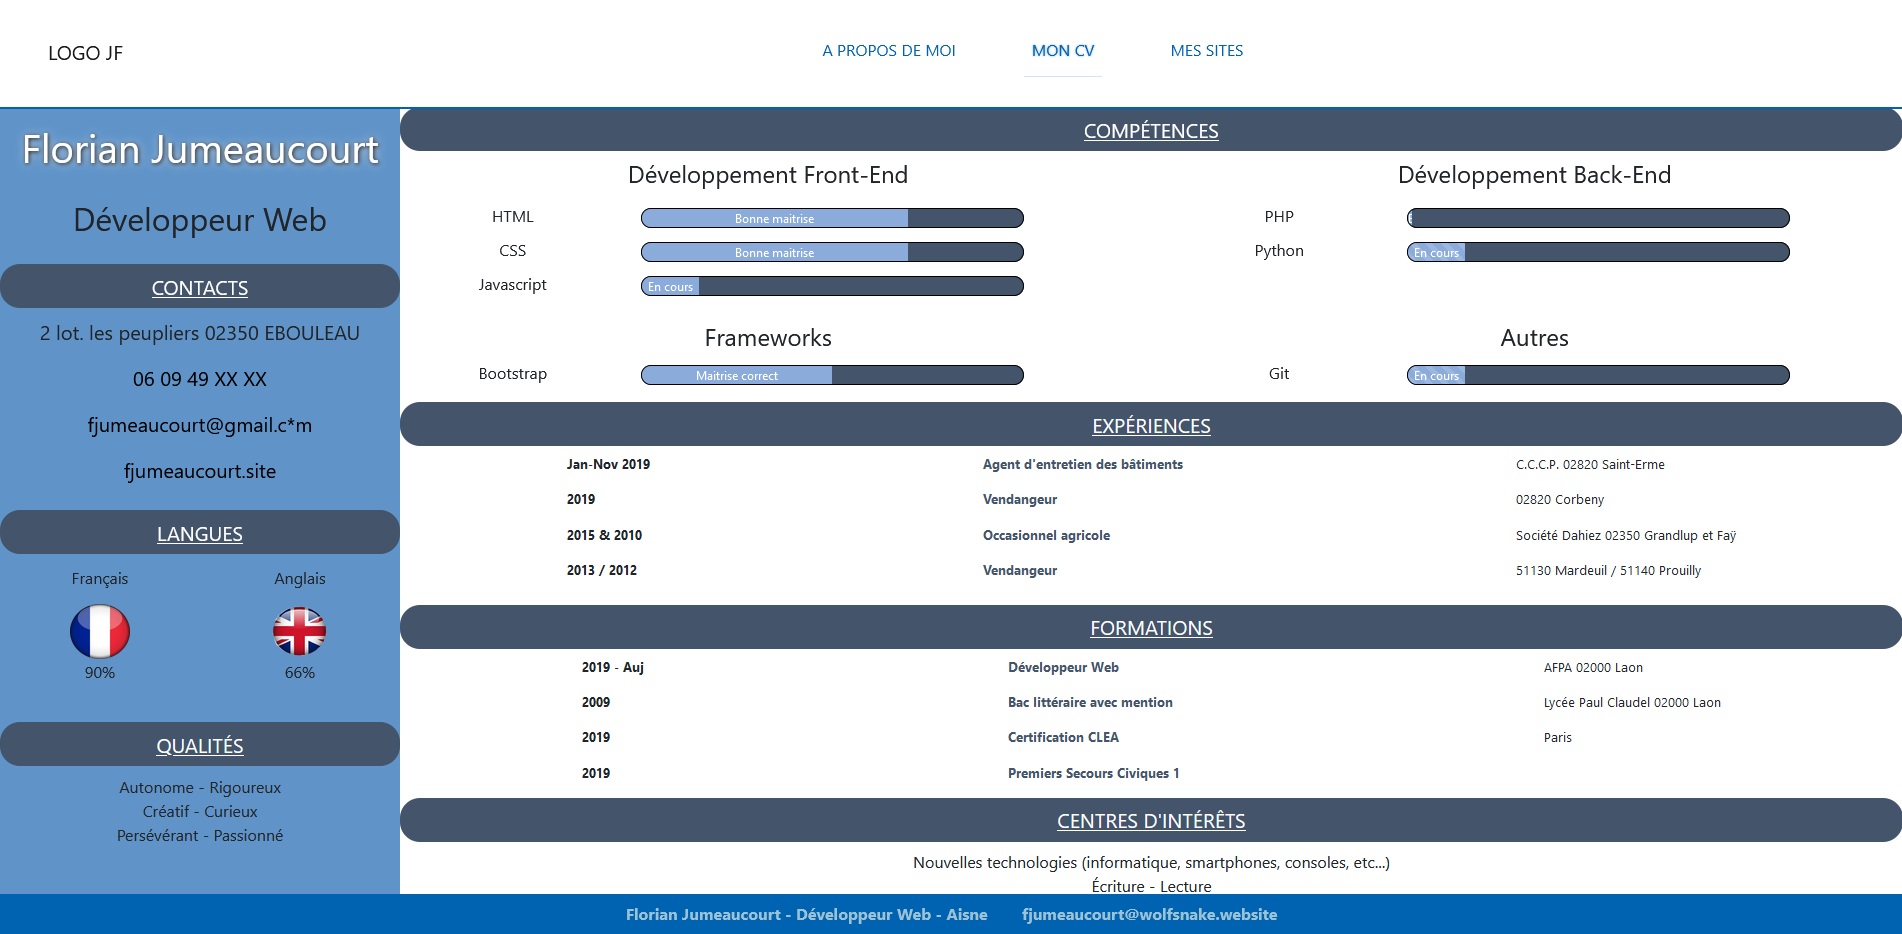 LOGO JF
A PROPOS DE MOI
MON CV
MES SITES
Florian Jumeaucourt
Développeur Web
CONTACTS
2 lot. les peupliers 02350 EBOULEAU
06 09 49 XX XX
fjumeaucourt@gmail.c*m
fjumeaucourt.site
LANGUES
Français Anglais
90% 66%
QUALITÉS
Autonome - Rigoureux
Créatif - Curieux
Persévérant - Passionné
COMPÉTENCES
Développement Front-End
HTML Bonne maitrise
CSS Bonne maitrise
Javascript En cours
Développement Back-End
PHP
Python En cours
Frameworks
Bootstrap Maitrise correct
Autres
Git En cours
EXPÉRIENCES
Jan-Nov 2019 Agent d'entretien des bâtiments C.C.C.P. 02820 Saint-Erme
2019 Vendangeur 02820 Corbeny
2015 & 2010 Occasionnel agricole Société Dahiez 02350 Grandlup et Faÿ
2013 / 2012 Vendangeur 51130 Mardeuil / 51140 Prouilly
FORMATIONS
2019 - Auj Développeur Web AFPA 02000 Laon
2009 Bac littéraire avec mention Lycée Paul Claudel 02000 Laon
2019 Certification CLEA Paris
2019 Premiers Secours Civiques 1
CENTRES D'INTÉRÊTS
Nouvelles technologies (informatique, smartphones, consoles, etc...)
Écriture - Lecture
Florian Jumeaucourt - Développeur Web - Aisne fjumeaucourt@wolfsnake.website